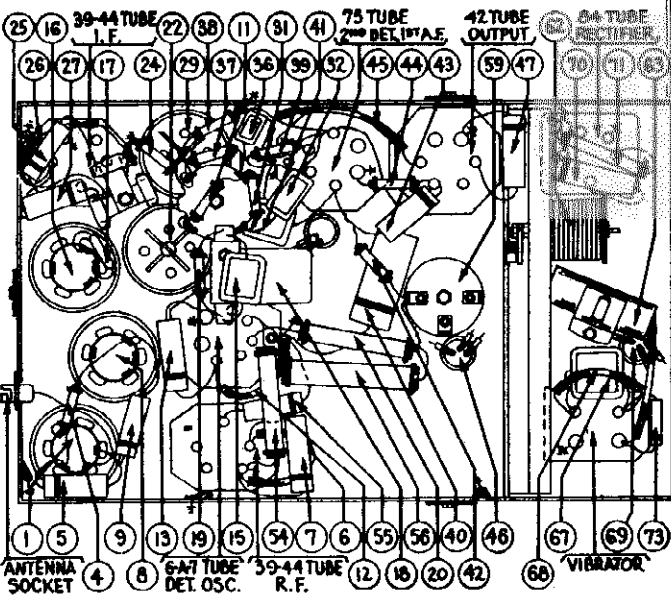 25 16 39-44 TUBE 22 38 11 31 41 75 TUBE 42 TUBE 62 84 TUBE
I.F. 2ND DET. 1ST A.F. OUTPUT RECTIFIER
26 27 17 24 29 37 36 39 32 45 44 43 59 47 70 71 63
1 5 9 13 19 15 54 7 6 55 56 40 46 67 69 73
ANTENNA SOCKET
4 8
6-A-7 TUBE DET. OSC.
39-44 TUBE R.F.
12 18 20 42 68
VIBRATOR